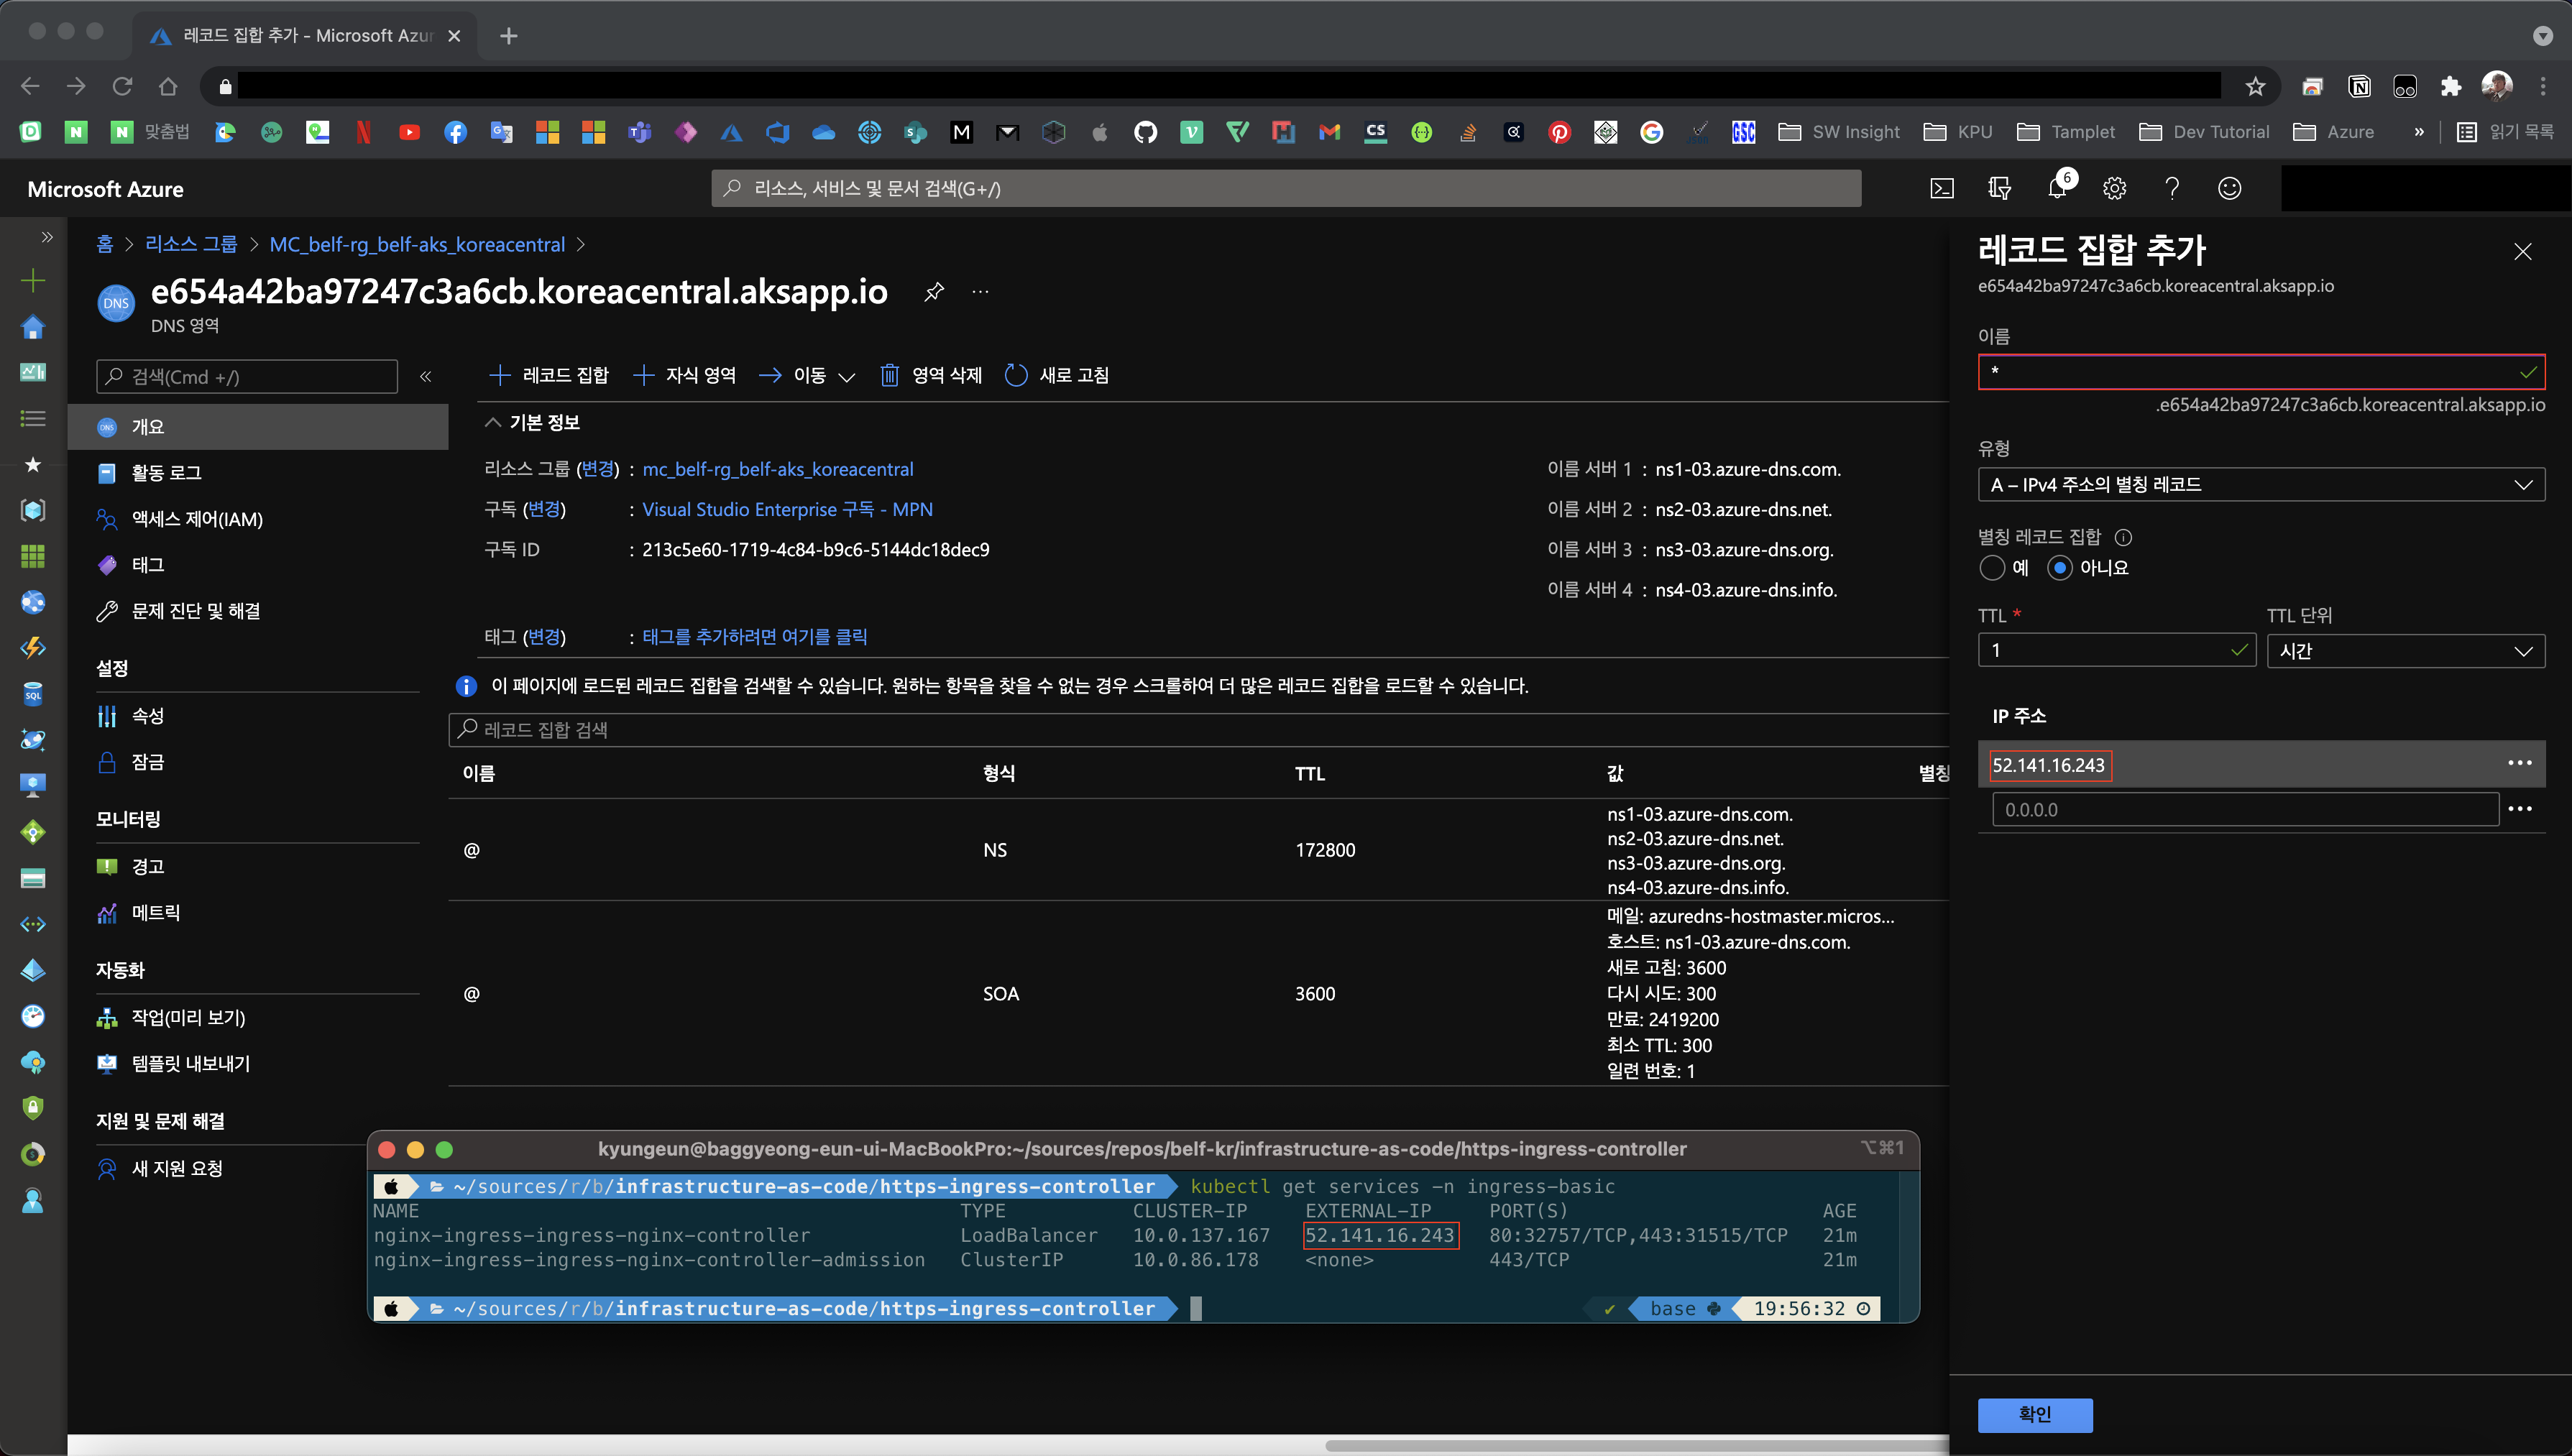 레코드 집합 추가 - Microsoft Azur
맞춤법
SW Insight
KPU
Tamplet
Dev Tutorial
Azure
»
읽기 목록
Microsoft Azure
리소스, 서비스 및 문서 검색(G+/)
6
홈 > 리소스 그룹 > MC_belf-rg_belf-aks_koreacentral >
DNS
e654a42ba97247c3a6cb.koreacentral.aksapp.io
DNS 영역
검색(Cmd +/)
개요
활동 로그
액세스 제어(IAM)
태그
문제 진단 및 해결
설정
속성
잠금
모니터링
경고
메트릭
자동화
작업(미리 보기)
템플릿 내보내기
지원 및 문제 해결
새 지원 요청
레코드 집합
자식 영역
이동
영역 삭제
새로 고침
기본 정보
리소스 그룹 (변경) : mc_belf-rg_belf-aks_koreacentral
구독 (변경) : Visual Studio Enterprise 구독 - MPN
구독 ID : 213c5e60-1719-4c84-b9c6-5144dc18dec9
이름 서버 1 : ns1-03.azure-dns.com.
이름 서버 2 : ns2-03.azure-dns.net.
이름 서버 3 : ns3-03.azure-dns.org.
이름 서버 4 : ns4-03.azure-dns.info.
태그 (변경) : 태그를 추가하려면 여기를 클릭
이 페이지에 로드된 레코드 집합을 검색할 수 있습니다. 원하는 항목을 찾을 수 없는 경우 스크롤하여 더 많은 레코드 집합을 로드할 수 있습니다.
레코드 집합 검색
이름 형식 TTL 값 별칭
@ NS 172800
ns1-03.azure-dns.com.
ns2-03.azure-dns.net.
ns3-03.azure-dns.org.
ns4-03.azure-dns.info.
@ SOA 3600
메일: azuredns-hostmaster.micros...
호스트: ns1-03.azure-dns.com.
새로 고침: 3600
다시 시도: 300
만료: 2419200
최소 TTL: 300
일련 번호: 1
레코드 집합 추가
e654a42ba97247c3a6cb.koreacentral.aksapp.io
이름
*
.e654a42ba97247c3a6cb.koreacentral.aksapp.io
유형
A – IPv4 주소의 별칭 레코드
별칭 레코드 집합
예 아니요
TTL * TTL 단위
1 시간
IP 주소
52.141.16.243
0.0.0.0
확인
kyungeun@baggyeong-eun-ui-MacBookPro:~/sources/repos/belf-kr/infrastructure-as-code/https-ingress-controller ⌥⌘1
~/sources/r/b/infrastructure-as-code/https-ingress-controller kubectl get services -n ingress-basic
NAME TYPE CLUSTER-IP EXTERNAL-IP PORT(S) AGE
nginx-ingress-ingress-nginx-controller LoadBalancer 10.0.137.167 52.141.16.243 80:32757/TCP,443:31515/TCP 21m
nginx-ingress-ingress-nginx-controller-admission ClusterIP 10.0.86.178 <none> 443/TCP 21m
~/sources/r/b/infrastructure-as-code/https-ingress-controller ✔ base 19:56:32